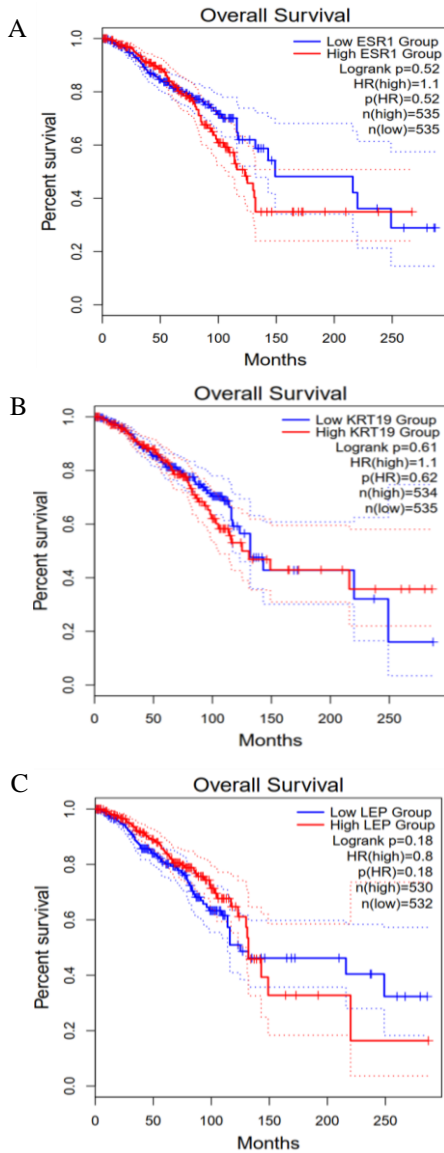 A
Overall Survival
Low ESR1 Group
High ESR1 Group
Logrank p=0.52
HR(high)=1.1
p(HR)=0.52
n(high)=535
n(low)=535
Percent survival
0.0 0.2 0.4 0.6 0.8 1.0
0 50 100 150 200 250
Months
B
Overall Survival
Low KRT19 Group
High KRT19 Group
Logrank p=0.61
HR(high)=1.1
p(HR)=0.62
n(high)=534
n(low)=535
Percent survival
0.0 0.2 0.4 0.6 0.8 1.0
0 50 100 150 200 250
Months
C
Overall Survival
Low LEP Group
High LEP Group
Logrank p=0.18
HR(high)=0.8
p(HR)=0.18
n(high)=530
n(low)=532
Percent survival
0.0 0.2 0.4 0.6 0.8 1.0
0 50 100 150 200 250
Months